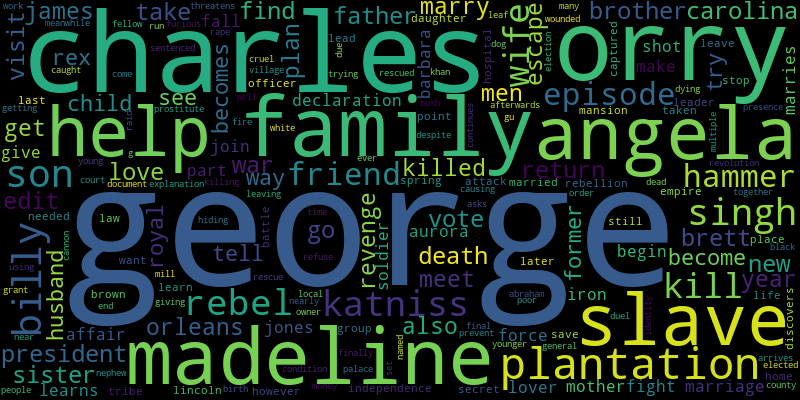 work
james
take
find
father
marry
wife
escape
brother
carolina
fellow
run
furious
fall
daughter
leaf
many
wounded
meanwhile
threatens
rape
visit
charles
orry
rex
sentenced
plan
lead
due
barbara
hospital
dog
captured
shot
leave
caught
becomes
cruel
officer
trying
rescued
khan
men
episode
try
marries
last
come
village
declaration
dying
make
stop
child
see
prostitute
point
bush
afterwards
leader
presence
get
help
family
angela
raid
fire
white
despite
continues
gu
mansion
taken
multiple
give
young
join
neil
g
ever
spring
killed
revolution
love
part
war
way
friend
return
hammer
son
court
document
explanation
killing
attack
married
rebellion
dead
empire
together
edit
leaving
causing
order
singh
george
needed
law
royal
hiding
battle
time
refuse
revenge
soldier
go
vote
aurora
asks
still
former
brett
place
black
billy
husband
cannon
want
tell
death
later
begin
become
new
using
mill
rescue
meet
abraham
poor
iron
kill
year
grant
brown
end
learn
giving
rebel
nearly
local
owner
katniss
life
discovers
near
affair
orleans
jones
group
also
final
prevent
force
save
duel
general
slave
identity
president
madeline
finally
younger
named
plantation
arrives
elected
sister
nephew
condition
palace
set
lover
mother
fight
marriage
home
people
learns
tribe
lincoln
birth
however
money
independence
secret
county
election